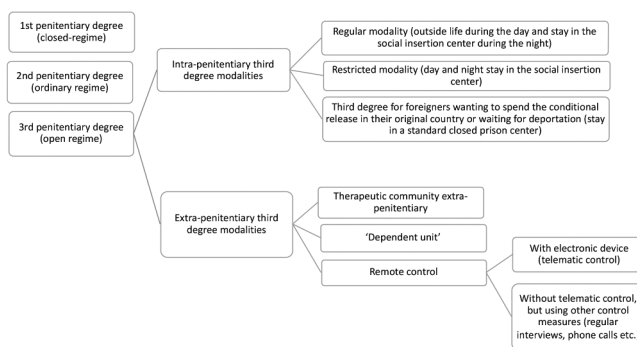 1st penitentiary degree
(closed-regime)
2nd penitentiary degree
(ordinary regime)
3rd penitentiary degree
(open regime)
Intra-penitentiary third
degree modalities
Regular modality (outside life during the day and stay in the
social insertion center during the night)
Restricted modality (day and night stay in the social insertion
center)
Third degree for foreigners wanting to spend the conditional
release in their original country or waiting for deportation (stay
in a standard closed prison center)
Extra-penitentiary third
degree modalities
Therapeutic community extra-
penitentiary
'Dependent unit'
Remote control
With electronic device
(telematic control)
Without telematic control,
but using other control
measures (regular
interviews, phone calls etc.